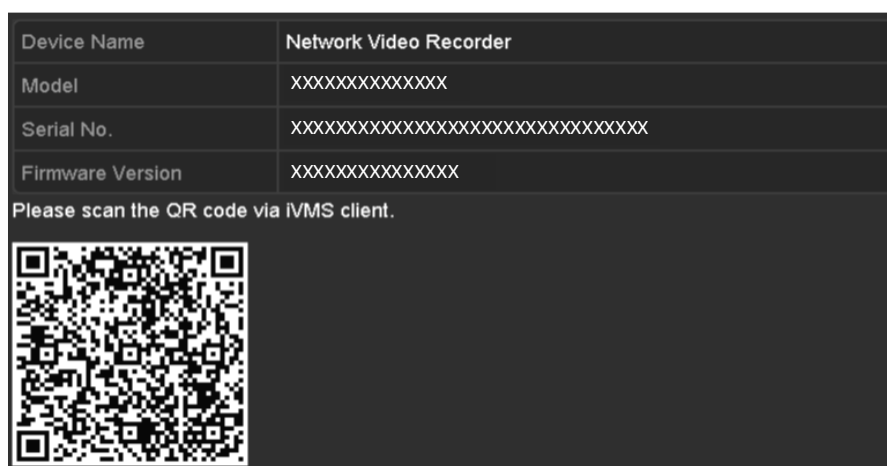 Device Name Network Video Recorder
Model XXXXXXXXXXXXXX
Serial No. XXXXXXXXXXXXXXXXXXXXXXXXXXXXXXXX
Firmware Version XXXXXXXXXXXXXXX
Please scan the QR code via iVMS client.